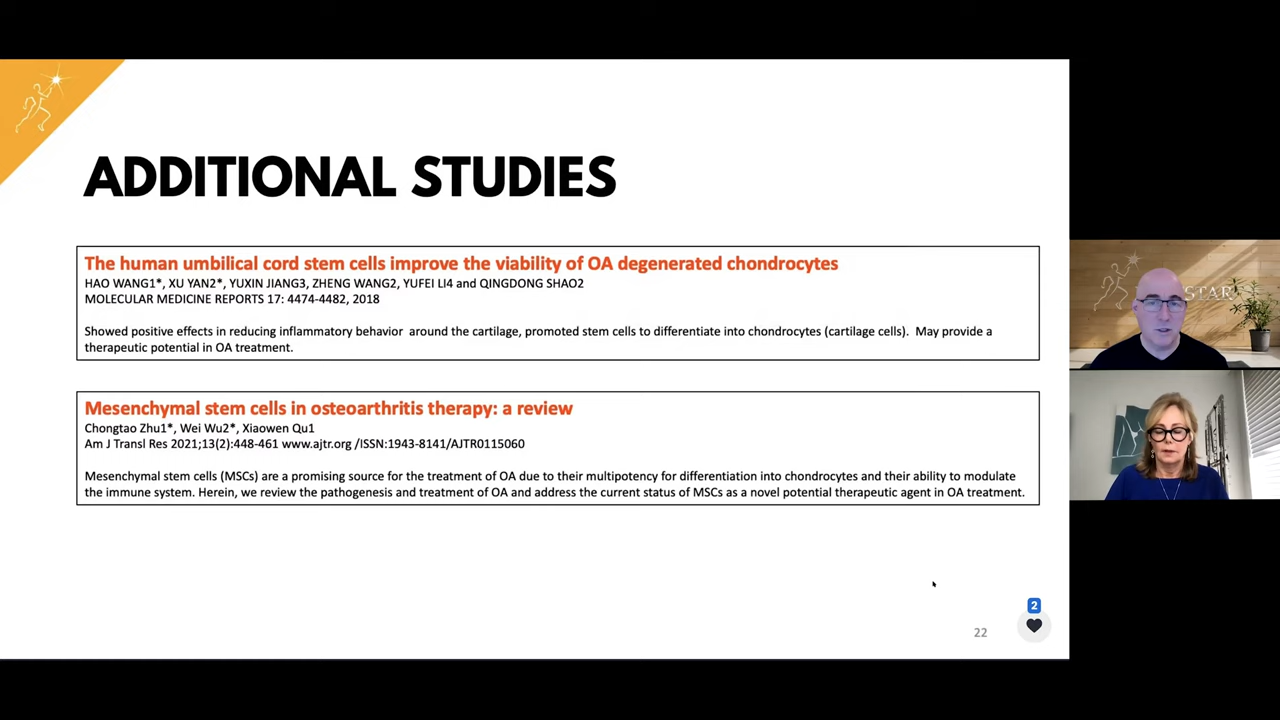 ADDITIONAL STUDIES
The human umbilical cord stem cells improve the viability of OA degenerated chondrocytes
HAO WANG1*, XU YAN2*, YUXIN JIANG3, ZHENG WANG2, YUFEI LI4 and QINGDONG SHAO2
MOLECULAR MEDICINE REPORTS 17: 4474-4482, 2018
Showed positive effects in reducing inflammatory behavior around the cartilage, promoted stem cells to differentiate into chondrocytes (cartilage cells). May provide a
therapeutic potential in OA treatment.
Mesenchymal stem cells in osteoarthritis therapy: a review
Chongtao Zhu1*, Wei Wu2*, Xiaowen Qu1
Am J Transl Res 2021;13(2):448-461 www.ajtr.org /ISSN:1943-8141/AJTR0115060
Mesenchymal stem cells (MSCs) are a promising source for the treatment of OA due to their multipotency for differentiation into chondrocytes and their ability to modulate
the immune system. Herein, we review the pathogenesis and treatment of OA and address the current status of MSCs as a novel potential therapeutic agent in OA treatment.
2
22